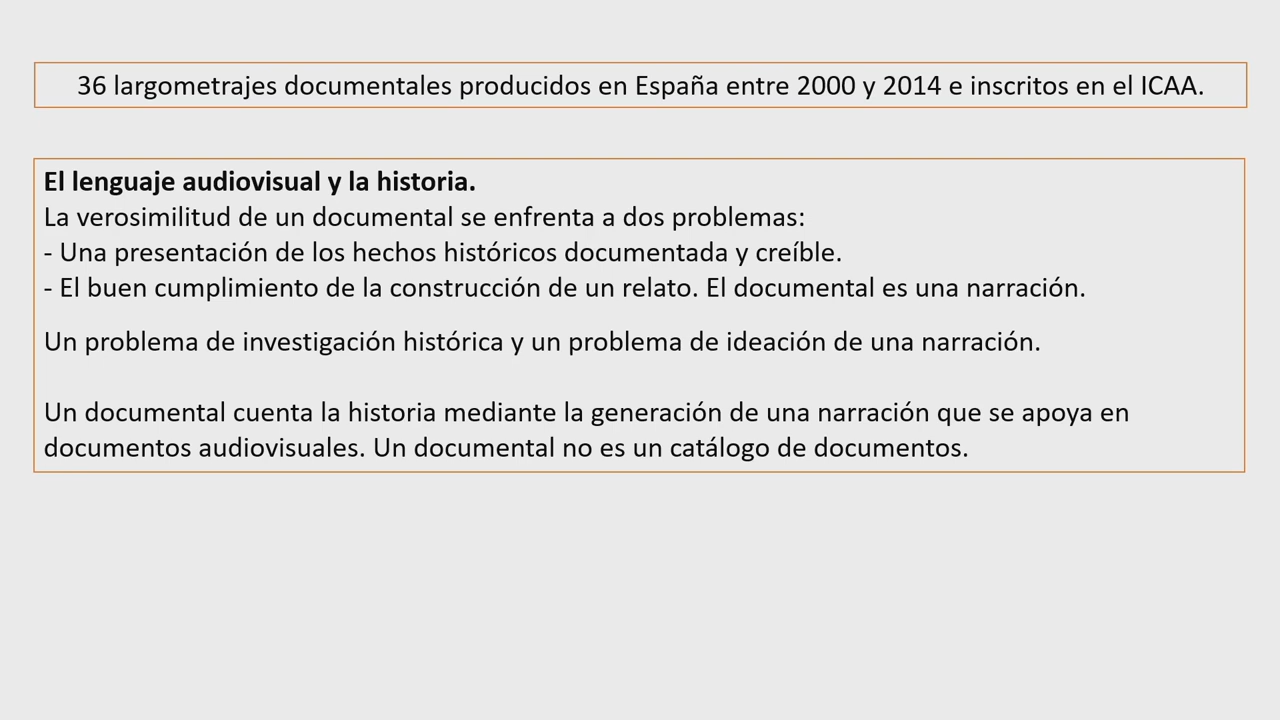 36 largometrajes documentales producidos en España entre 2000 y 2014 e inscritos en el ICAA.
El lenguaje audiovisual y la historia.
La verosimilitud de un documental se enfrenta a dos problemas:
- Una presentación de los hechos históricos documentada y creíble.
- El buen cumplimiento de la construcción de un relato. El documental es una narración.
Un problema de investigación histórica y un problema de ideación de una narración.
Un documental cuenta la historia mediante la generación de una narración que se apoya en
documentos audiovisuales. Un documental no es un catálogo de documentos.